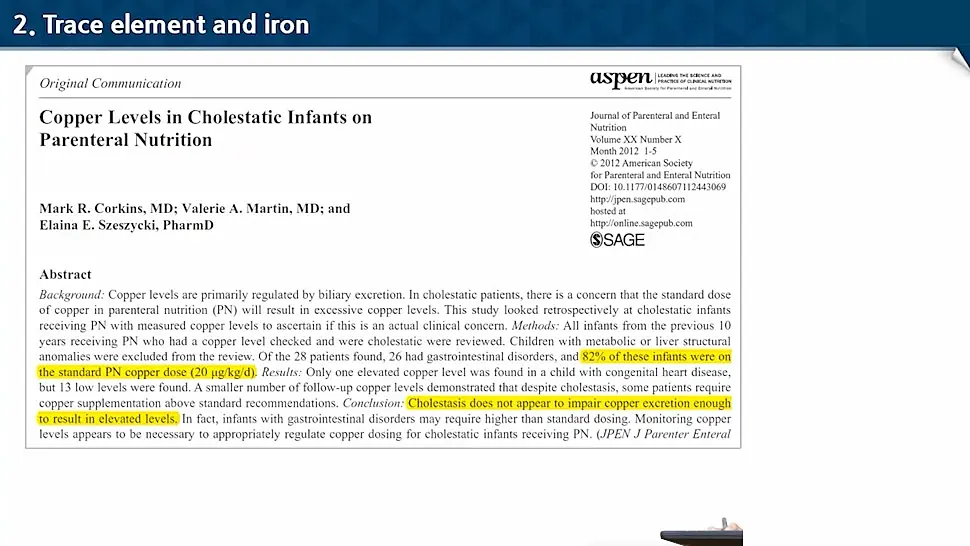 2. Trace element and iron
Original Communication
aspen LEADING THE SCIENCE AND
PRACTICE OF CLINICAL NUTRITION
American Society for Parenteral and Enteral Nutrition
Copper Levels in Cholestatic Infants on
Parenteral Nutrition
Journal of Parenteral and Enteral
Nutrition
Volume XX Number X
Month 2012 1-5
© 2012 American Society
for Parenteral and Enteral Nutrition
DOI: 10.1177/0148607112443069
http://jpen.sagepub.com
hosted at
http://online.sagepub.com
SAGE
Mark R. Corkins, MD; Valerie A. Martin, MD; and
Elaina E. Szeszycki, PharmD
Abstract
Background: Copper levels are primarily regulated by biliary excretion. In cholestatic patients, there is a concern that the standard dose
of copper in parenteral nutrition (PN) will result in excessive copper levels. This study looked retrospectively at cholestatic infants
receiving PN with measured copper levels to ascertain if this is an actual clinical concern. Methods: All infants from the previous 10
years receiving PN who had a copper level checked and were cholestatic were reviewed. Children with metabolic or liver structural
anomalies were excluded from the review. Of the 28 patients found, 26 had gastrointestinal disorders, and 82% of these infants were on
the standard PN copper dose (20 µg/kg/d). Results: Only one elevated copper level was found in a child with congenital heart disease,
but 13 low levels were found. A smaller number of follow-up copper levels demonstrated that despite cholestasis, some patients require
copper supplementation above standard recommendations. Conclusion: Cholestasis does not appear to impair copper excretion enough
to result in elevated levels. In fact, infants with gastrointestinal disorders may require higher than standard dosing. Monitoring copper
levels appears to be necessary to appropriately regulate copper dosing for cholestatic infants receiving PN. (JPEN J Parenter Enteral